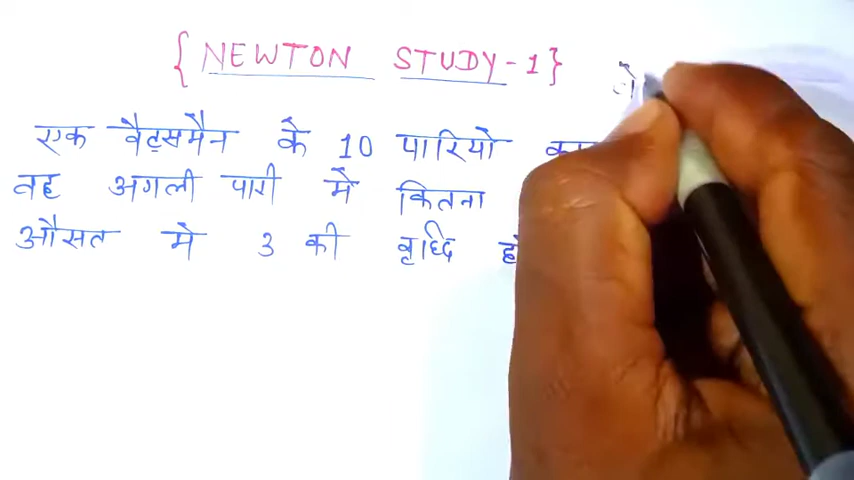 { NEWTON STUDY-1 }
एक वैट्समैन के 10 पारियो
वह अगली पारी मे कितना
औसत मे 3 की वृध्दि